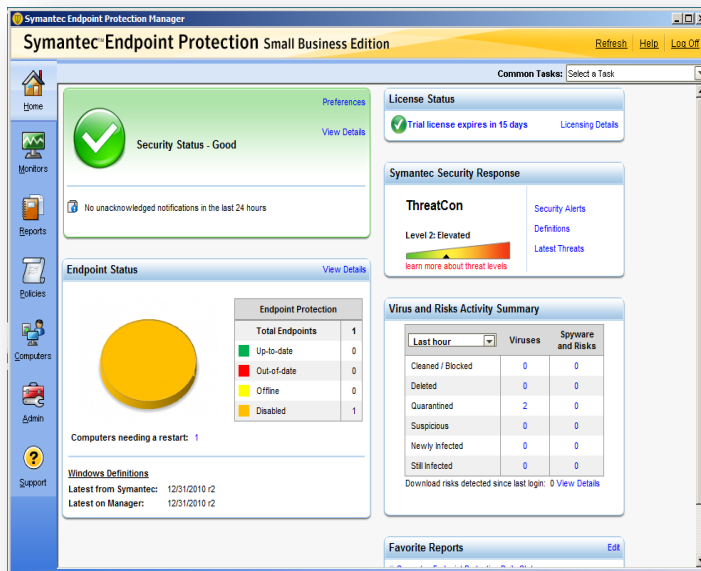 Symantec Endpoint Protection Manager
Symantec™ Endpoint Protection Small Business Edition
Refresh Help Log Off
Common Tasks: Select a Task
Home
Monitors
Reports
Policies
Computers
Admin
Support
Preferences
View Details
Security Status - Good
No unacknowledged notifications in the last 24 hours
Endpoint Status View Details
Endpoint Protection
Total Endpoints 1
Up-to-date 0
Out-of-date 0
Offline 0
Disabled 1
Computers needing a restart: 1
Windows Definitions
Latest from Symantec: 12/31/2010 r2
Latest on Manager: 12/31/2010 r2
License Status
Trial license expires in 15 days Licensing Details
Symantec Security Response
ThreatCon
Level 2: Elevated
learn more about threat levels
Security Alerts
Definitions
Latest Threats
Virus and Risks Activity Summary
Last hour Viruses Spyware and Risks
Cleaned / Blocked 0 0
Deleted 0 0
Quarantined 2 0
Suspicious 0 0
Newly Infected 0 0
Still Infected 0 0
Download risks detected since last login: 0 View Details
Favorite Reports Edit